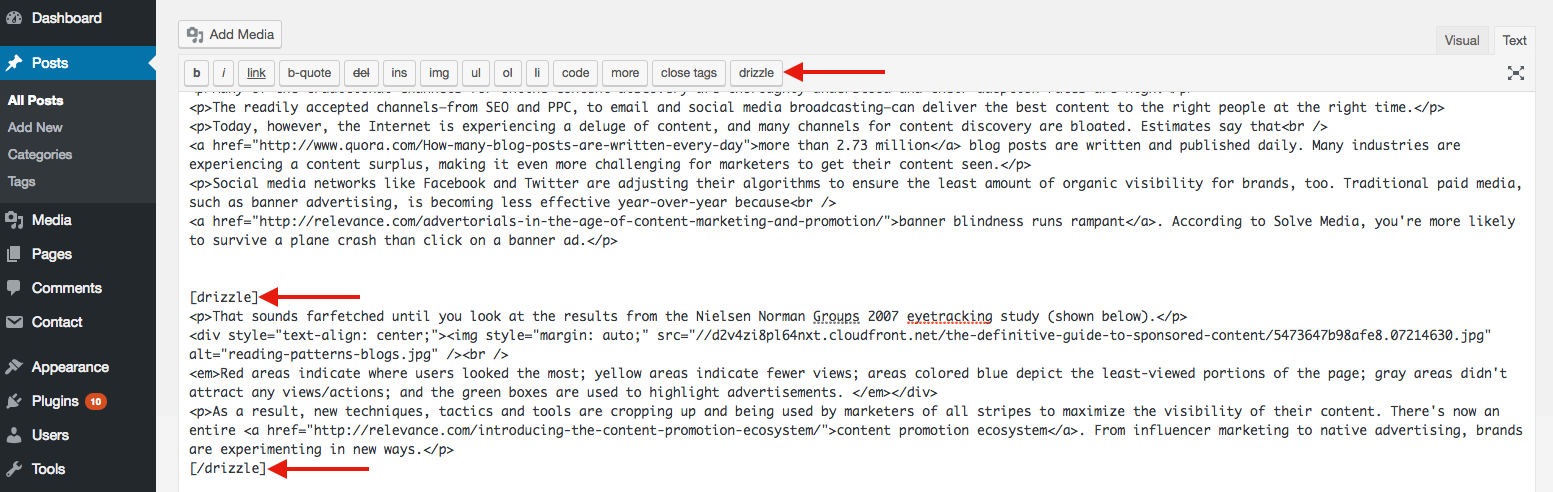 Dashboard
Posts
All Posts
Add New
Categories
Tags
Media
Pages
Comments
Contact
Appearance
Plugins 10
Users
Tools
Add Media
Visual Text
b i link b-quote del ins img ul ol li code more close tags drizzle
<p>The readily accepted channels—from SEO and PPC, to email and social media broadcasting—can deliver the best content to the right people at the right time.</p>
<p>Today, however, the Internet is experiencing a deluge of content, and many channels for content discovery are bloated. Estimates say that<br />
<a href="http://www.quora.com/How-many-blog-posts-are-written-every-day">more than 2.73 million</a> blog posts are written and published daily. Many industries are
experiencing a content surplus, making it even more challenging for marketers to get their content seen.</p>
<p>Social media networks like Facebook and Twitter are adjusting their algorithms to ensure the least amount of organic visibility for brands, too. Traditional paid media,
such as banner advertising, is becoming less effective year-over-year because<br />
<a href="http://relevance.com/advertorials-in-the-age-of-content-marketing-and-promotion/">banner blindness runs rampant</a>. According to Solve Media, you're more likely
to survive a plane crash than click on a banner ad.</p>
[drizzle]
<p>That sounds farfetched until you look at the results from the Nielsen Norman Groups 2007 eyetracking study (shown below).</p>
<div style="text-align: center;"><img style="margin: auto;" src="//d2v4zi8pl64nxt.cloudfront.net/the-definitive-guide-to-sponsored-content/5473647b98afe8.07214630.jpg"
alt="reading-patterns-blogs.jpg" /><br />
<em>Red areas indicate where users looked the most; yellow areas indicate fewer views; areas colored blue depict the least-viewed portions of the page; gray areas didn't
attract any views/actions; and the green boxes are used to highlight advertisements. </em></div>
<p>As a result, new techniques, tactics and tools are cropping up and being used by marketers of all stripes to maximize the visibility of their content. There's now an
entire <a href="http://relevance.com/introducing-the-content-promotion-ecosystem/">content promotion ecosystem</a>. From influencer marketing to native advertising, brands
are experimenting in new ways.</p>
[/drizzle]